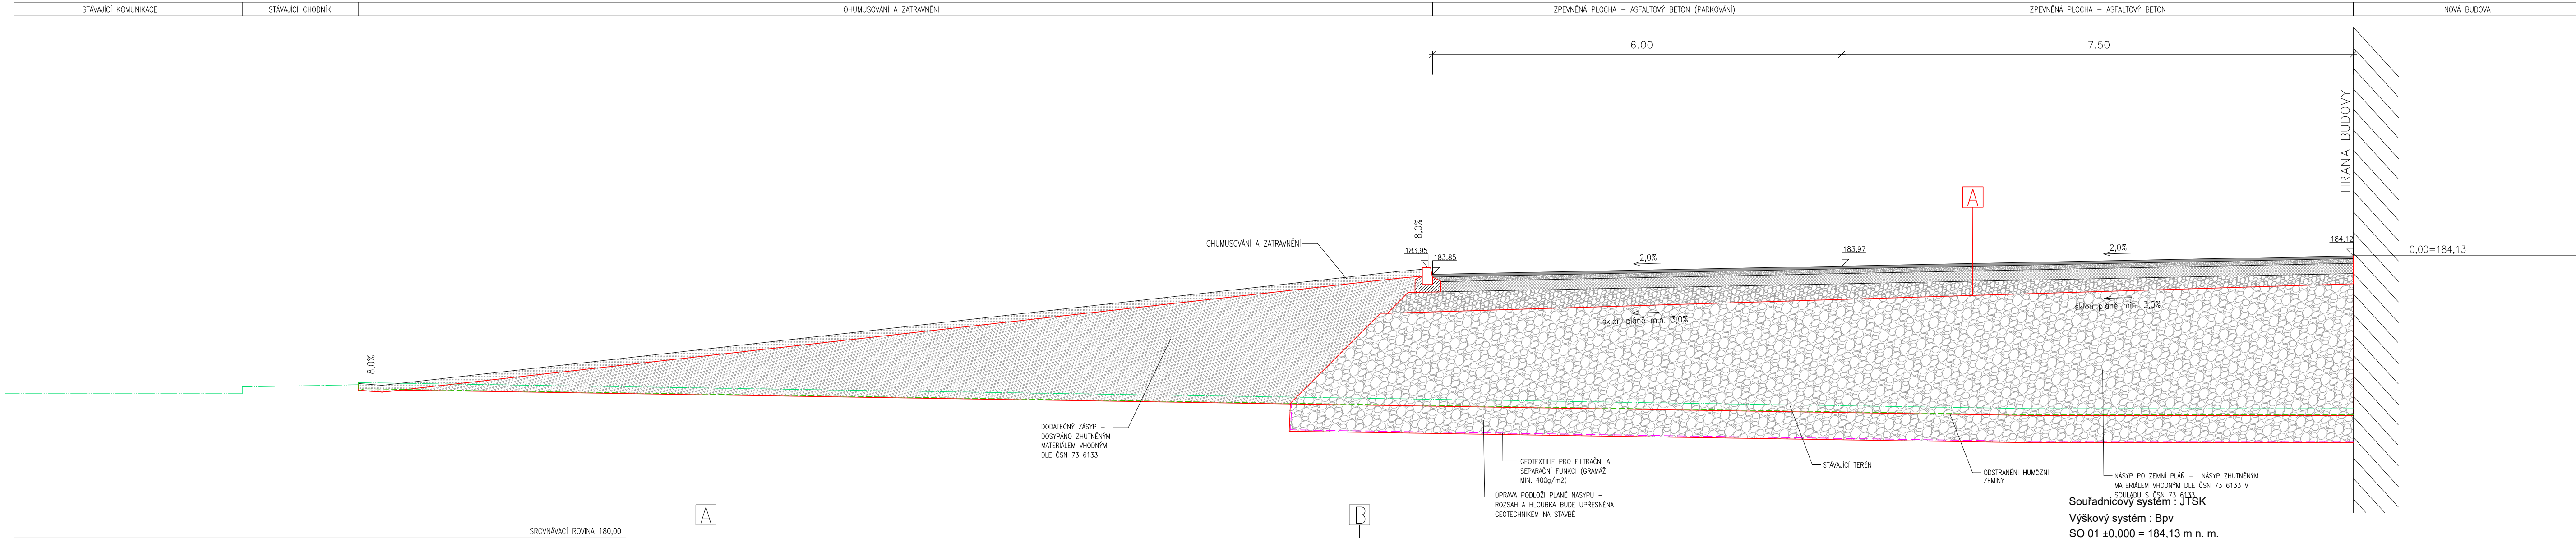 STÁVAJÍCÍ KOMUNIKACE
STÁVAJÍCÍ CHODNÍK
OHUMUSOVÁNÍ A ZATRAVNĚNÍ
ZPEVNĚNÁ PLOCHA – ASFALTOVÝ BETON (PARKOVÁNÍ)
ZPEVNĚNÁ PLOCHA – ASFALTOVÝ BETON
NOVÁ BUDOVA
6.00
7.50
HRANA BUDOVY
A
8,0%
OHUMUSOVÁNÍ A ZATRAVNĚNÍ
183,95
183,85
2,0%
183,97
2,0%
184,12
0,00=184,13
sklon pláně min. 3,0%
sklon pláně min. 3,0%
8,0%
DODATEČNÝ ZÁSYP –
DOSYPÁNO ZHUTNĚNÝM
MATERIÁLEM VHODNÝM
DLE ČSN 73 6133
GEOTEXTILIE PRO FILTRAČNÍ A
SEPARAČNÍ FUNKCI (GRAMÁŽ
MIN. 400g/m2)
ÚPRAVA PODLOŽÍ PLÁNĚ NÁSYPU –
ROZSAH A HLOUBKA BUDE UPŘESNĚNA
GEOTECHNIKEM NA STAVBĚ
STÁVAJÍCÍ TERÉN
ODSTRANĚNÍ HUMÓZNÍ
ZEMINY
NÁSYP PO ZEMNÍ PLÁŇ – NÁSYP ZHUTNĚNÝM
MATERIÁLEM VHODNÝM DLE ČSN 73 6133 V
SOULADU S ČSN 73 6133
Souřadnicový systém : JTSK
Výškový systém : Bpv
SO 01 ±0,000 = 184,13 m n. m.
A
B
SROVNÁVACÍ ROVINA 180,00